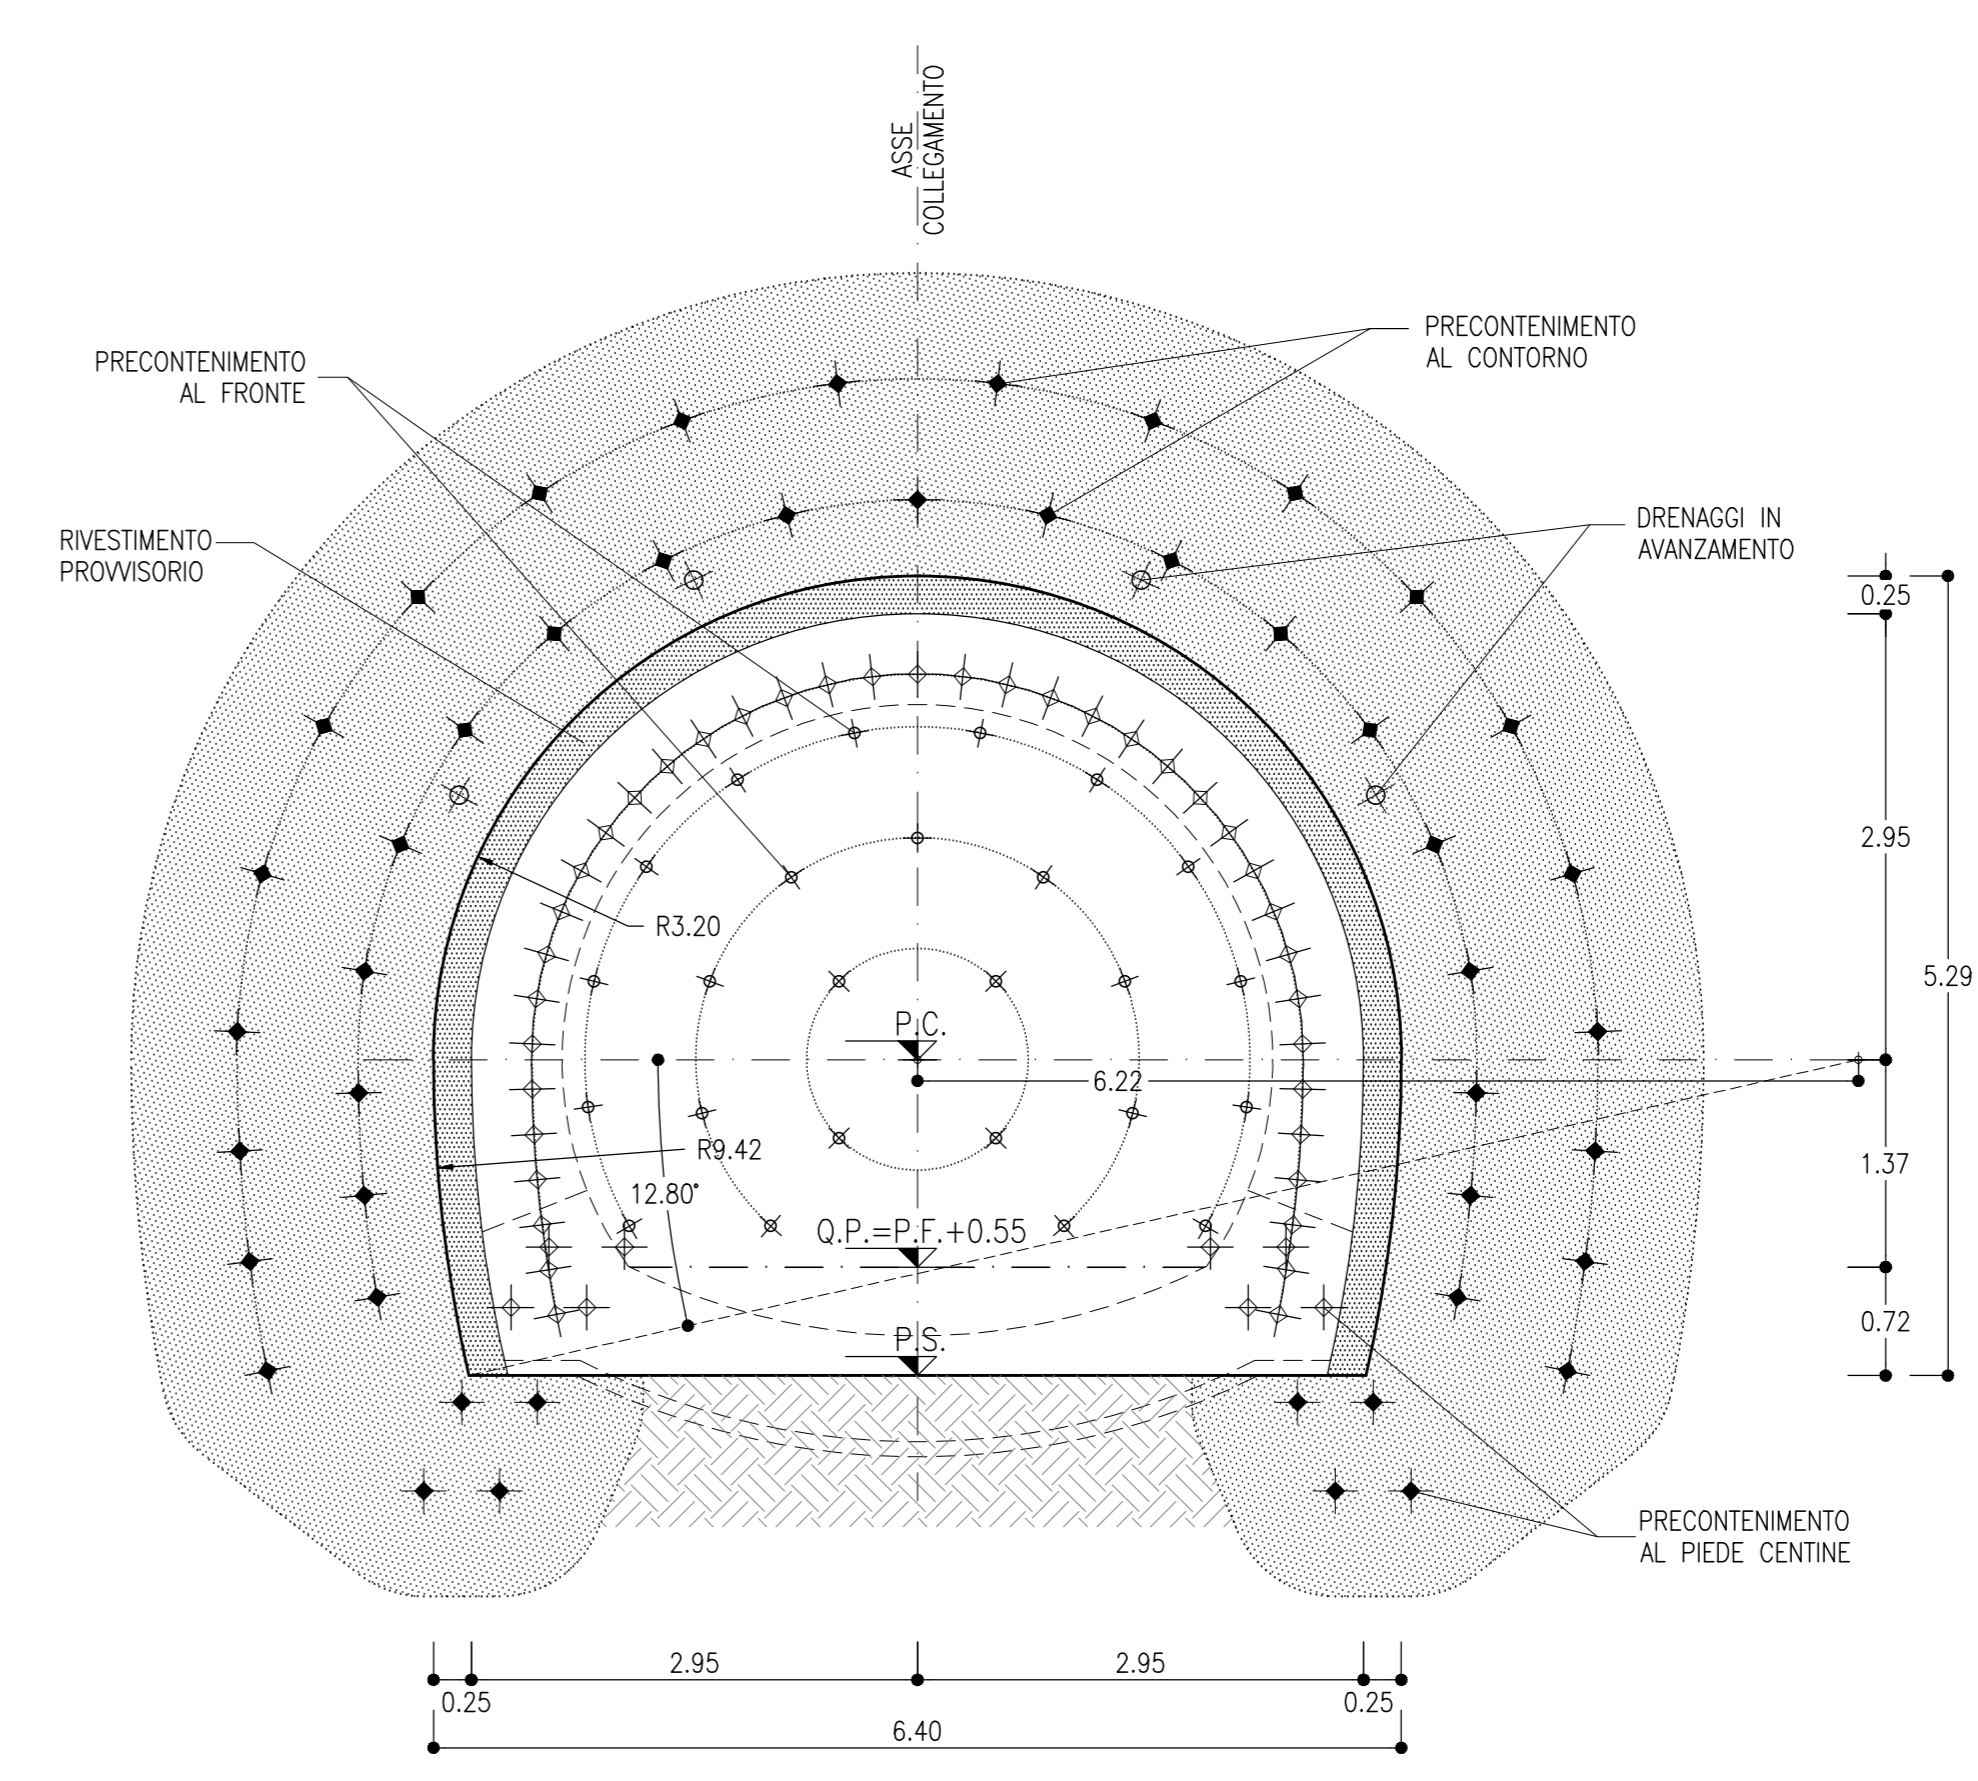 ASSE
COLLEGAMENTO
PRECONTENIMENTO
AL CONTORNO
PRECONTENIMENTO
AL FRONTE
DRENAGGI IN
AVANZAMENTO
RIVESTIMENTO
PROVVISORIO
0.25
2.95
R3.20
5.29
P.C.
6.22
R9.42
1.37
12.80°
Q.P.=P.F.+0.55
0.72
P.S.
PRECONTENIMENTO
AL PIEDE CENTINE
2.95
2.95
0.25
0.25
6.40